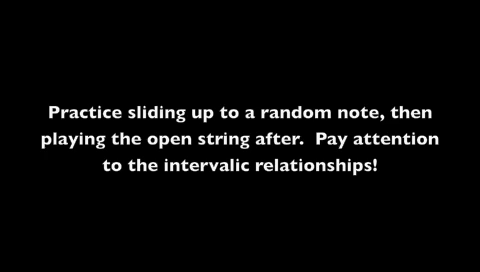 Practice sliding up to a random note, then
playing the open string after.  Pay attention
to the intervalic relationships!